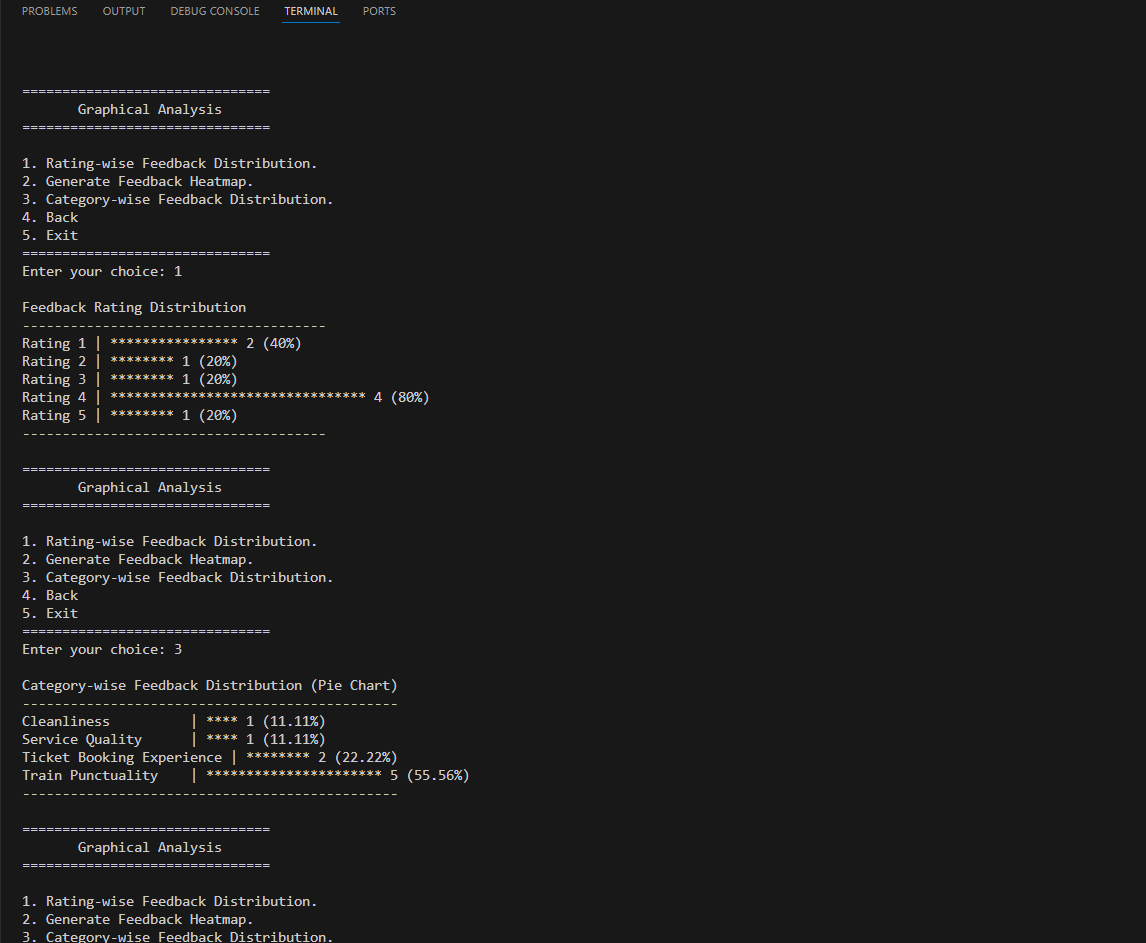 PROBLEMS OUTPUT DEBUG CONSOLE TERMINAL PORTS
===============================
       Graphical Analysis
===============================
1. Rating-wise Feedback Distribution.
2. Generate Feedback Heatmap.
3. Category-wise Feedback Distribution.
4. Back
5. Exit
===============================
Enter your choice: 1
Feedback Rating Distribution
--------------------------------------
Rating 1 | **************** 2 (40%)
Rating 2 | ******** 1 (20%)
Rating 3 | ******** 1 (20%)
Rating 4 | ******************************** 4 (80%)
Rating 5 | ******** 1 (20%)
--------------------------------------
===============================
       Graphical Analysis
===============================
1. Rating-wise Feedback Distribution.
2. Generate Feedback Heatmap.
3. Category-wise Feedback Distribution.
4. Back
5. Exit
===============================
Enter your choice: 3
Category-wise Feedback Distribution (Pie Chart)
-----------------------------------------------
Cleanliness          | **** 1 (11.11%)
Service Quality      | **** 1 (11.11%)
Ticket Booking Experience | ******** 2 (22.22%)
Train Punctuality    | ********************** 5 (55.56%)
-----------------------------------------------
===============================
       Graphical Analysis
===============================
1. Rating-wise Feedback Distribution.
2. Generate Feedback Heatmap.
3. Category-wise Feedback Distribution.